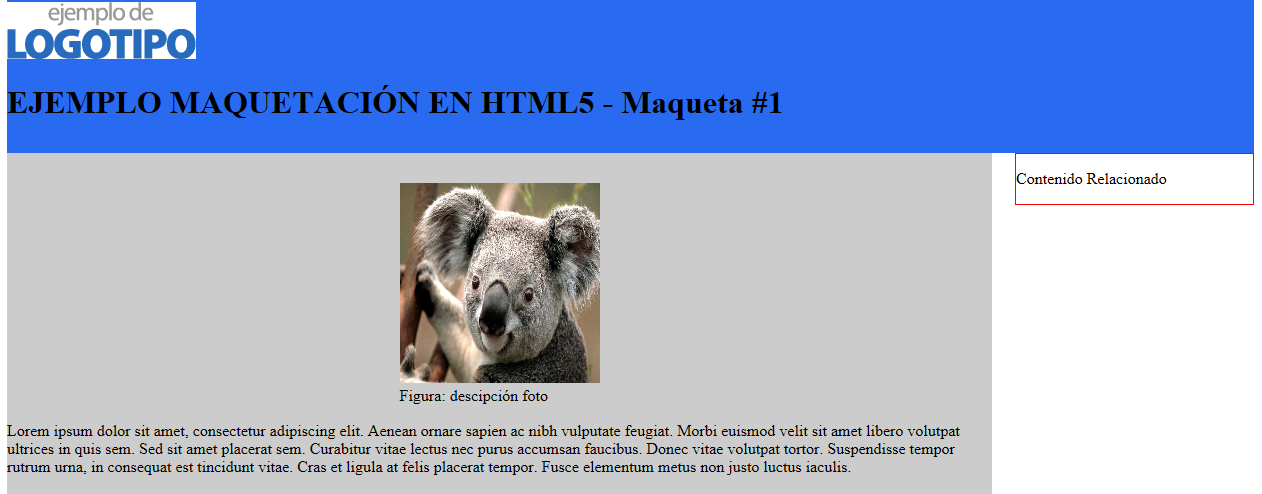 ejemplo de
LOGOTIPO
EJEMPLO MAQUETACIÓN EN HTML5 - Maqueta #1
Contenido Relacionado
Figura: descipción foto
Lorem ipsum dolor sit amet, consectetur adipiscing elit. Aenean ornare sapien ac nibh vulputate feugiat. Morbi euismod velit sit amet libero volutpat
ultrices in quis sem. Sed sit amet placerat sem. Curabitur vitae lectus nec purus accumsan faucibus. Donec vitae volutpat tortor. Suspendisse tempor
rutrum urna, in consequat est tincidunt vitae. Cras et ligula at felis placerat tempor. Fusce elementum metus non justo luctus iaculis.